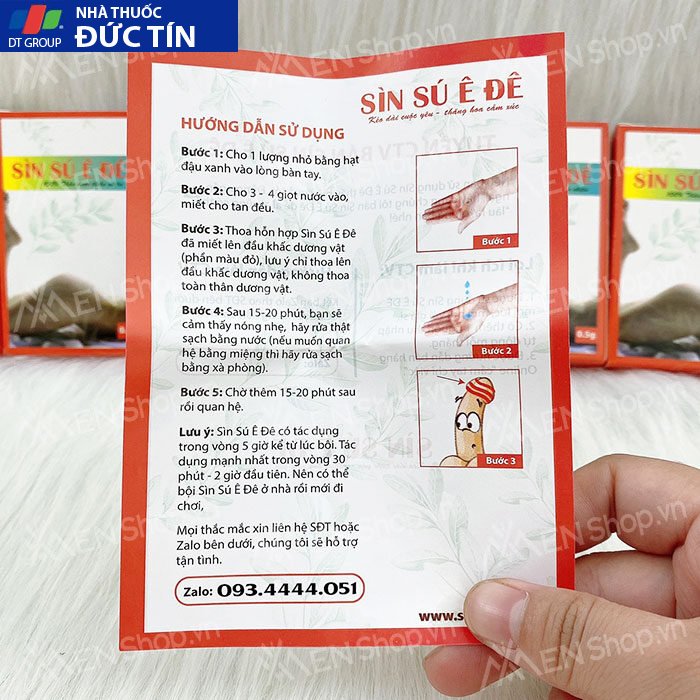 NHÀ THUỐC
ĐỨC TÍN
DT GROUP
MEN Shop.vn
SÌN SÚ Ê ĐÊ
Kéo dài cuộc yêu - thăng hoa cảm xúc
HƯỚNG DẪN SỬ DỤNG
Bước 1: Cho 1 lượng nhỏ bằng hạt
đậu xanh vào lòng bàn tay.
Bước 2: Cho 3 - 4 giọt nước vào,
miết cho tan đều.
Bước 3: Thoa hỗn hợp Sìn Sú Ê Đê
đã miết lên đầu khấc dương vật
(phần màu đỏ), lưu ý chỉ thoa lên
đầu khấc dương vật, không thoa
toàn thân dương vật.
Bước 4: Sau 15-20 phút, bạn sẽ
cảm thấy nóng nhẹ, hãy rửa thật
sạch bằng nước (nếu muốn quan
hệ bằng miệng thì hãy rửa sạch
bằng xà phòng).
Bước 5: Chờ thêm 15-20 phút sau
rồi quan hệ.
Lưu ý: Sìn Sú Ê Đê có tác dụng
trong vòng 5 giờ kể từ lúc bôi. Tác
dụng mạnh nhất trong vòng 30
phút - 2 giờ đầu tiên. Nên có thể
bội Sìn Sú Ê Đê ở nhà rồi mới đi
chơi,
Mọi thắc mắc xin liên hệ SĐT hoặc
Zalo bên dưới, chúng tôi sẽ hỗ trợ
tận tình.
Zalo: 093.4444.051
Bước 1
Bước 2
Bước 3
www.s
SÌN SÚ Ê ĐÊ
SÌN SÚ
0.5g